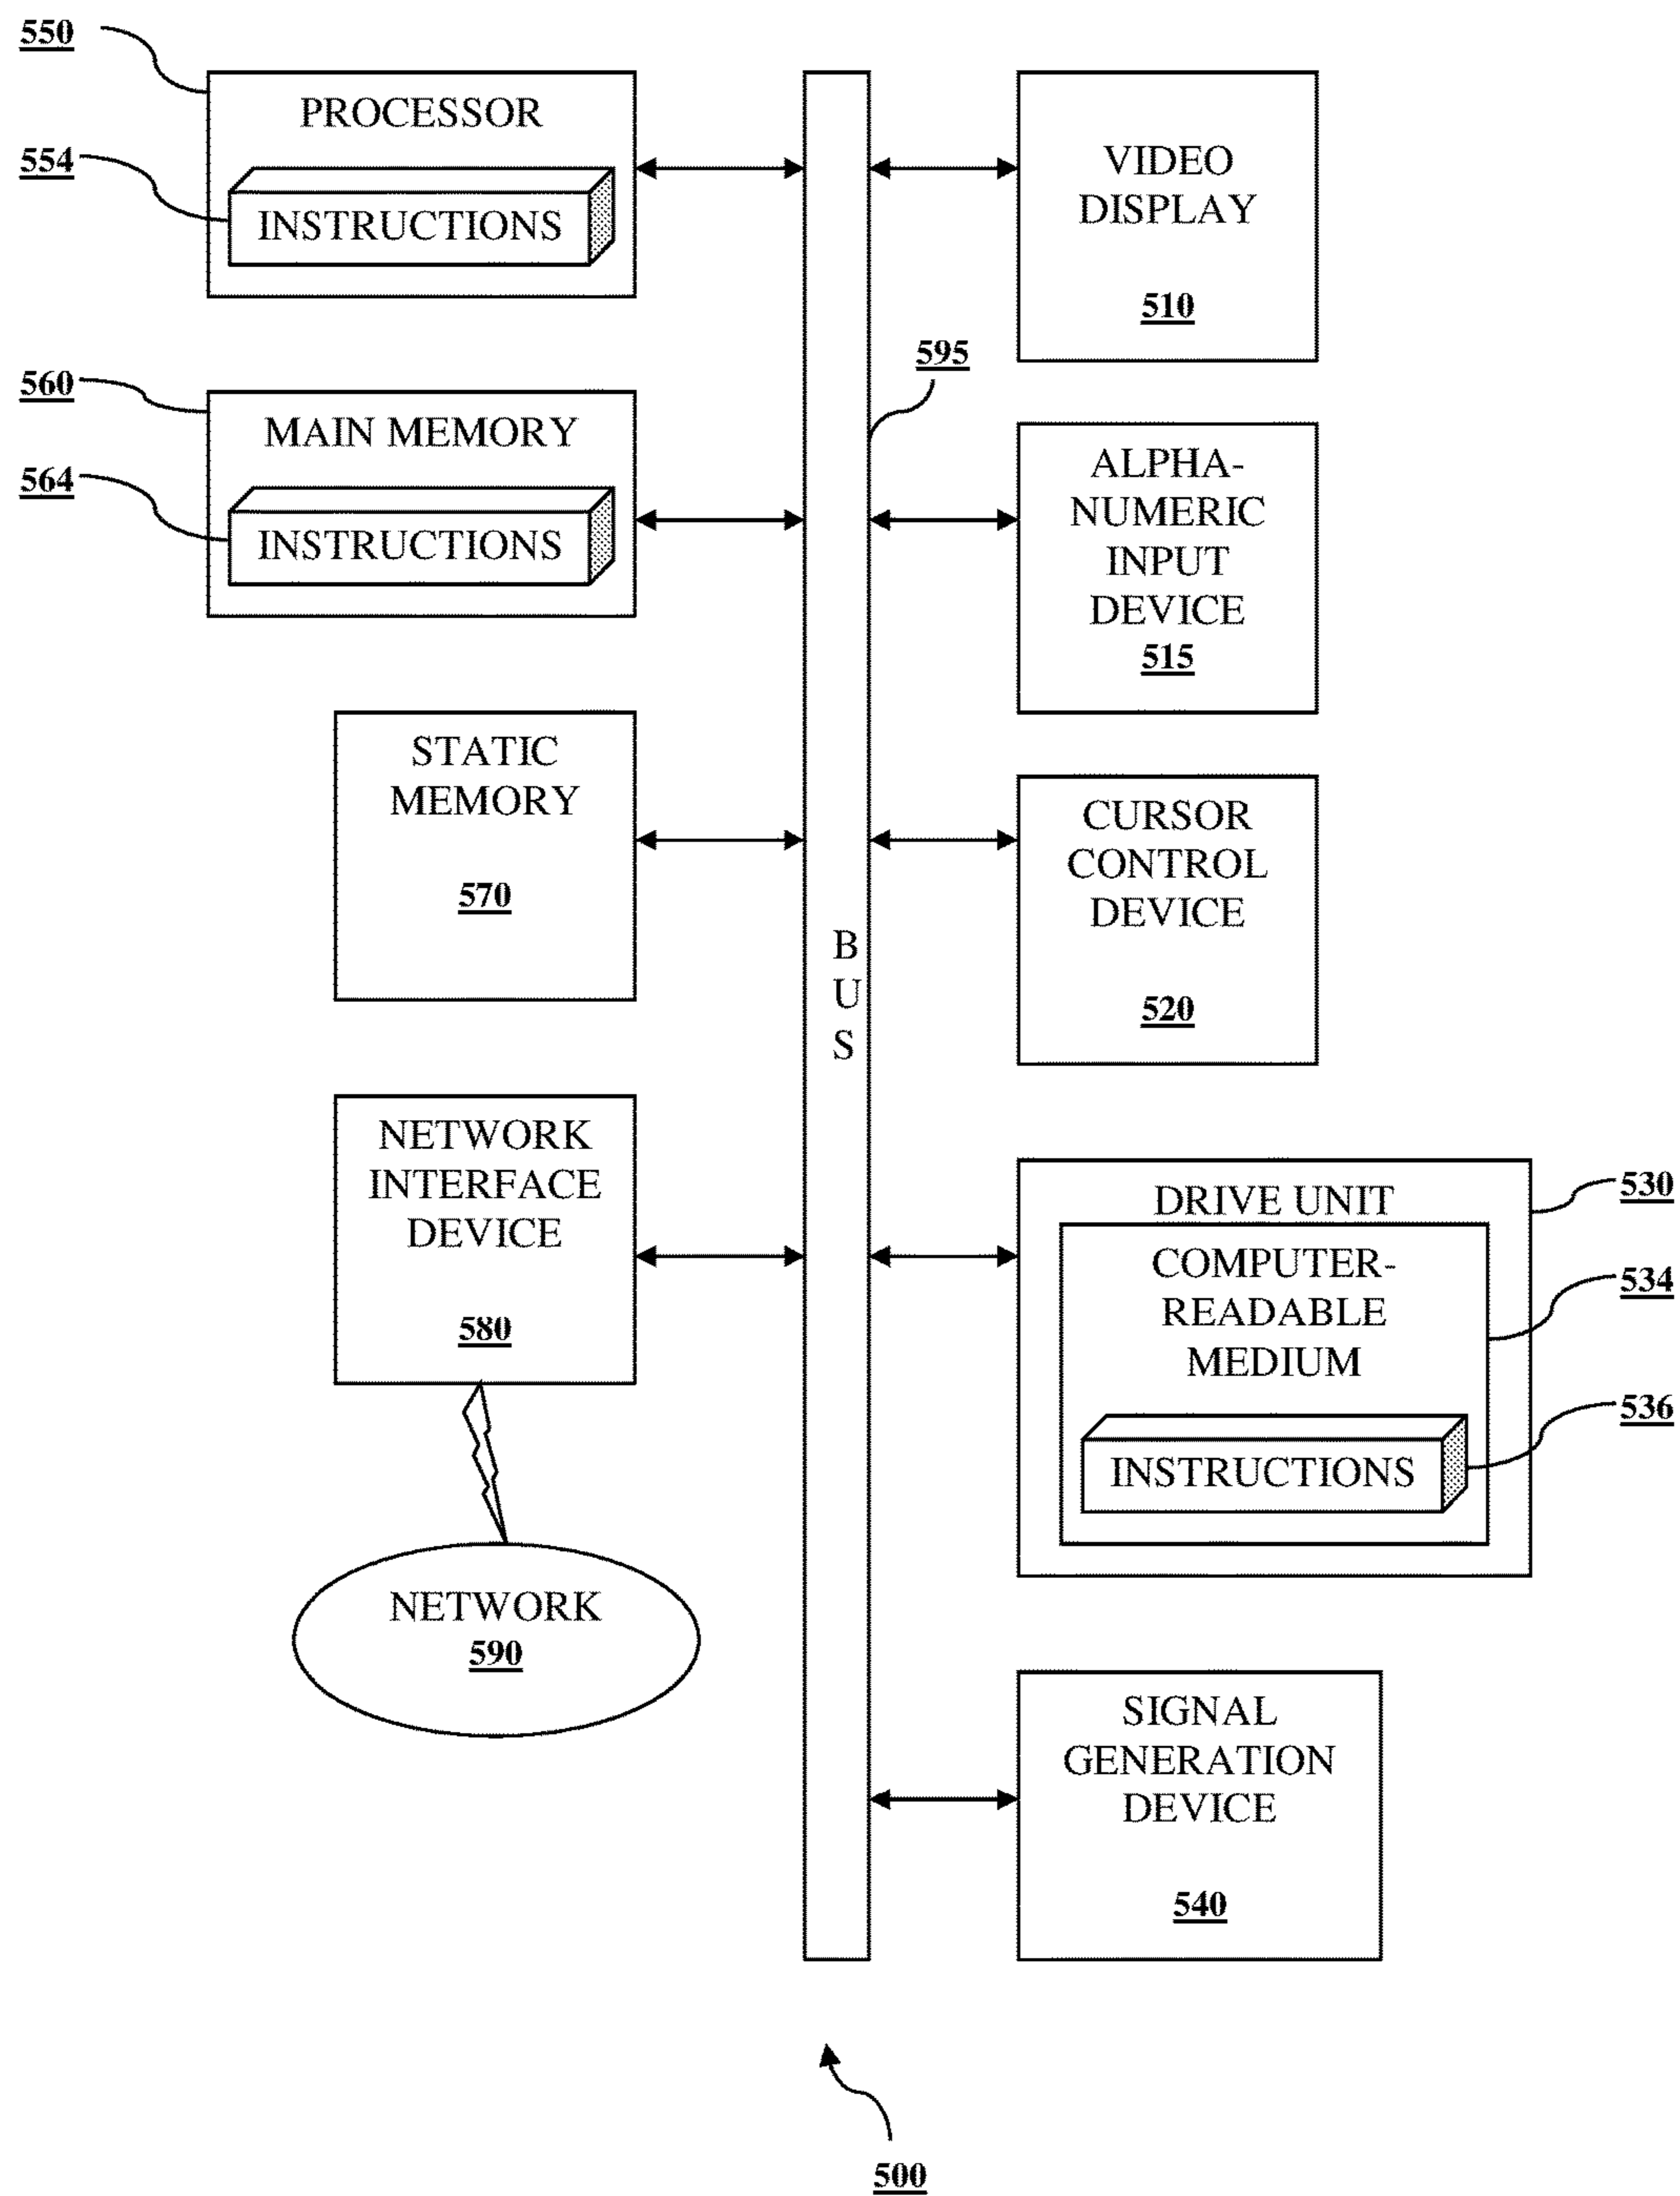 550
PROCESSOR
554
INSTRUCTIONS
560
MAIN MEMORY
564
INSTRUCTIONS
STATIC
MEMORY
570
NETWORK
INTERFACE
DEVICE
580
NETWORK
590
B
U
S
595
VIDEO
DISPLAY
510
ALPHA-
NUMERIC
INPUT
DEVICE
515
CURSOR
CONTROL
DEVICE
520
DRIVE UNIT
530
COMPUTER-
READABLE
MEDIUM
534
INSTRUCTIONS
536
SIGNAL
GENERATION
DEVICE
540
500